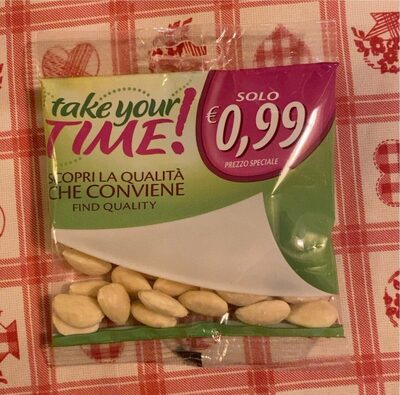 take your
TIME!
SOLO
€0,99
PREZZO SPECIALE
SCOPRI LA QUALITÀ
CHE CONVIENE
FIND QUALITY